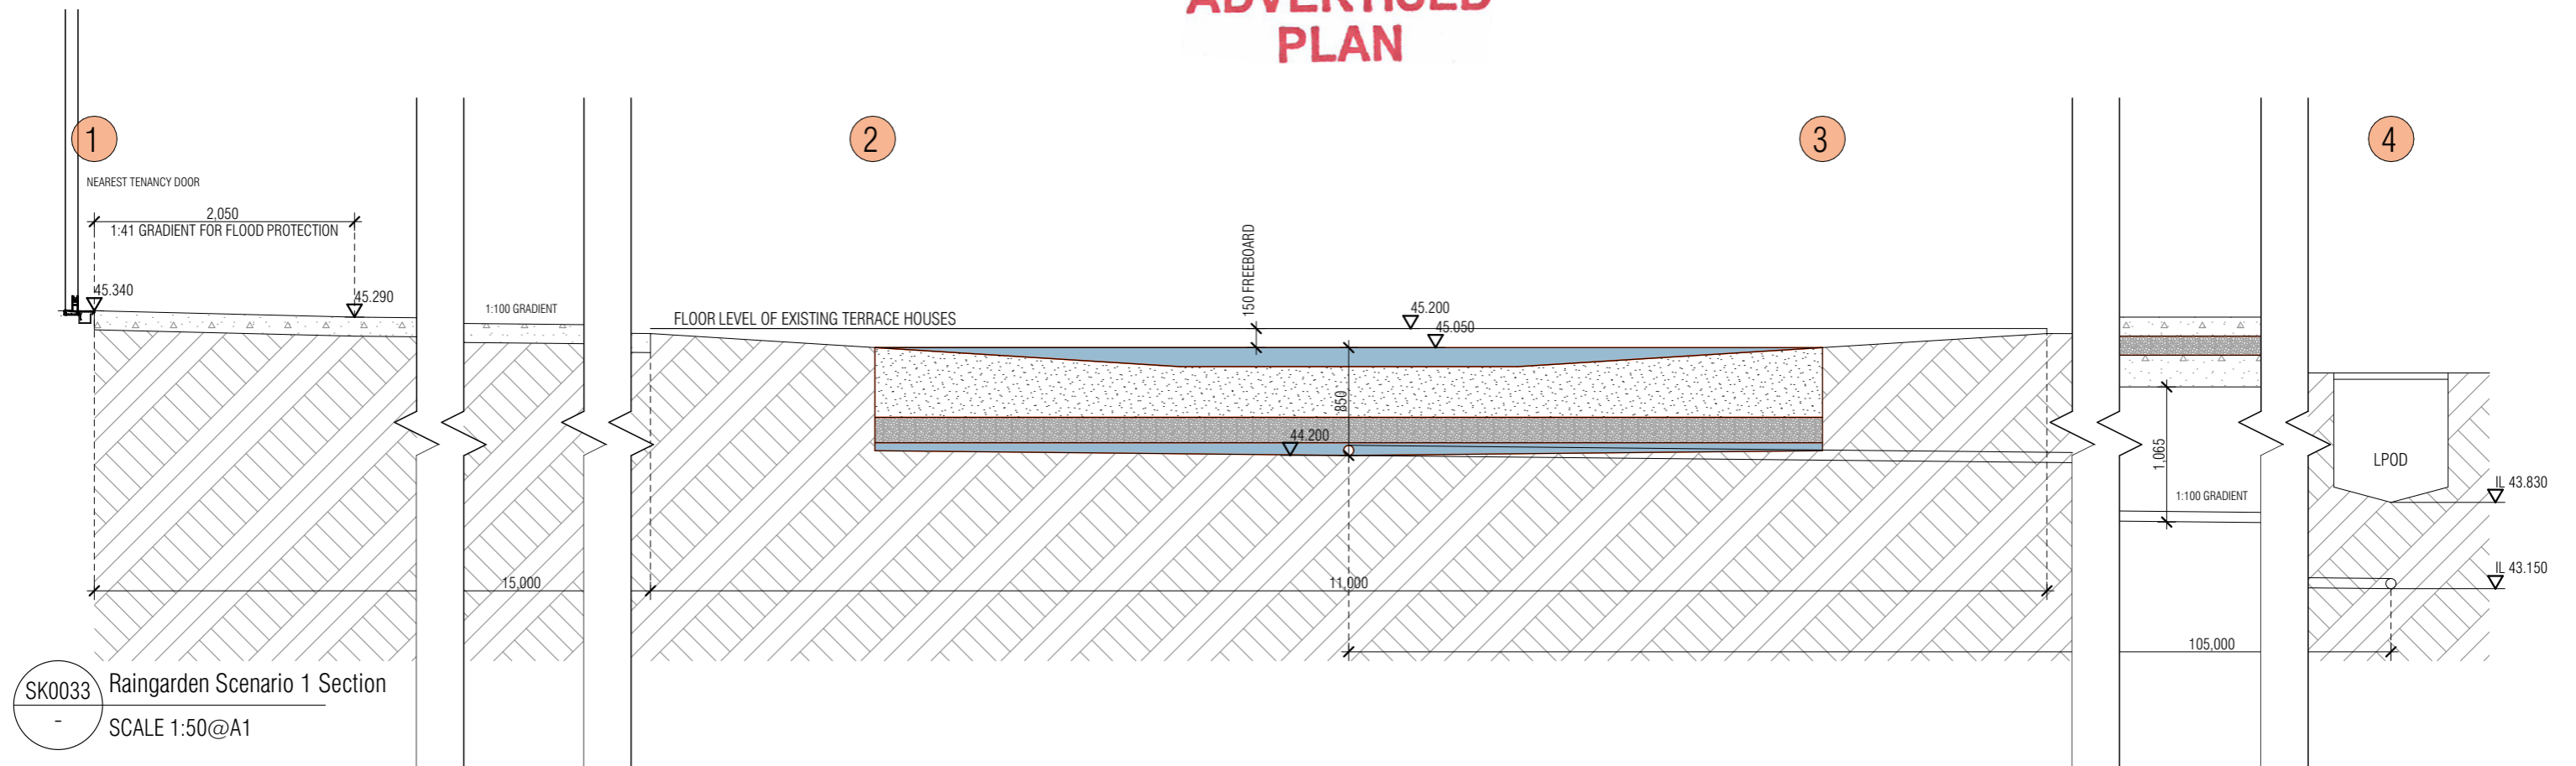 ADVERTISED
PLAN
1
2
3
4
NEAREST TENANCY DOOR
2,050
1:41 GRADIENT FOR FLOOD PROTECTION
45.340
45.290
1:100 GRADIENT
FLOOR LEVEL OF EXISTING TERRACE HOUSES
150 FREEBOARD
45.200
45.050
850
44.200
1,065
1:100 GRADIENT
LPOD
IL 43.830
IL 43.150
15,000
11,000
105,000
SK0033
-
Raingarden Scenario 1 Section
SCALE 1:50@A1